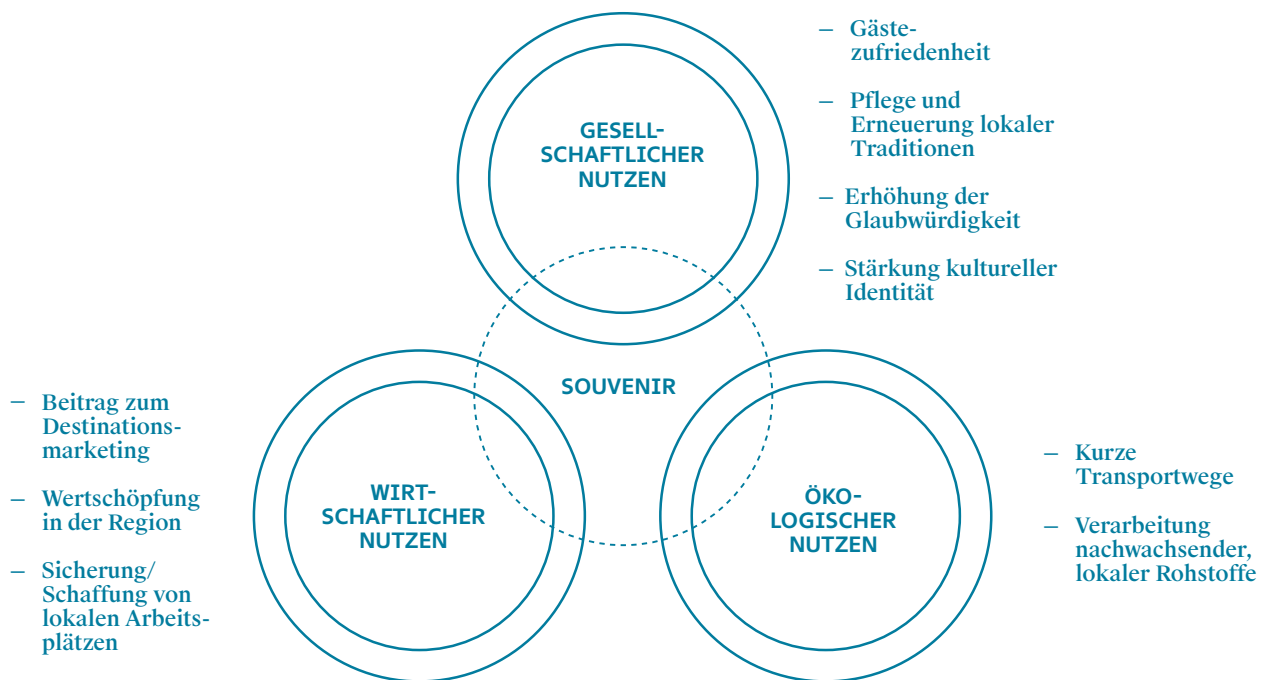 GESELL-
SCHAFTLICHER
NUTZEN
– Gäste-
zufriedenheit
– Pflege und
Erneuerung lokaler
Traditionen
– Erhöhung der
Glaubwürdigkeit
– Stärkung kultureller
Identität
SOUVENIR
– Beitrag zum
Destinations-
marketing
– Wertschöpfung
in der Region
– Sicherung/
Schaffung von
lokalen Arbeits-
plätzen
WIRT-
SCHAFTLICHER
NUTZEN
ÖKO-
LOGISCHER
NUTZEN
– Kurze
Transportwege
– Verarbeitung
nachwachsender,
lokaler Rohstoffe